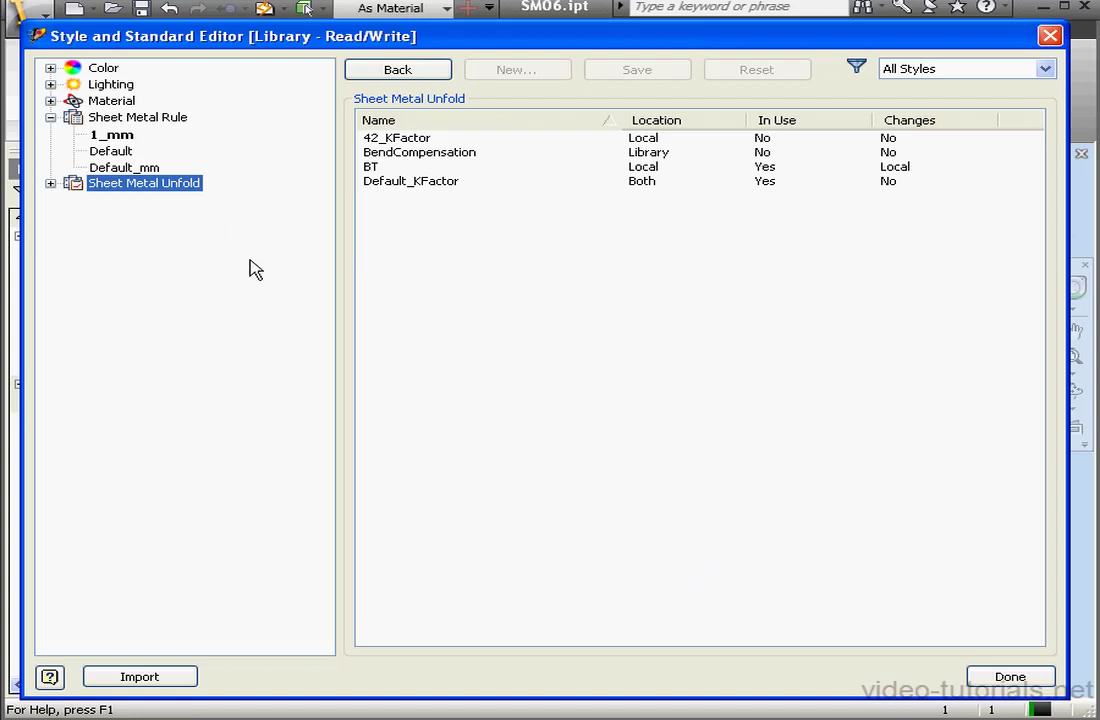 As Material
SM06.ipt
Type a keyword or phrase
Style and Standard Editor [Library - Read/Write]
Color
Lighting
Material
Sheet Metal Rule
1_mm
Default
Default_mm
Sheet Metal Unfold
Back
New...
Save
Reset
All Styles
Sheet Metal Unfold
Name Location In Use Changes
42_KFactor Local No No
BendCompensation Library No No
BT Local Yes Local
Default_KFactor Both Yes No
Import
Done
video-tutorials.net
For Help, press F1
1 1